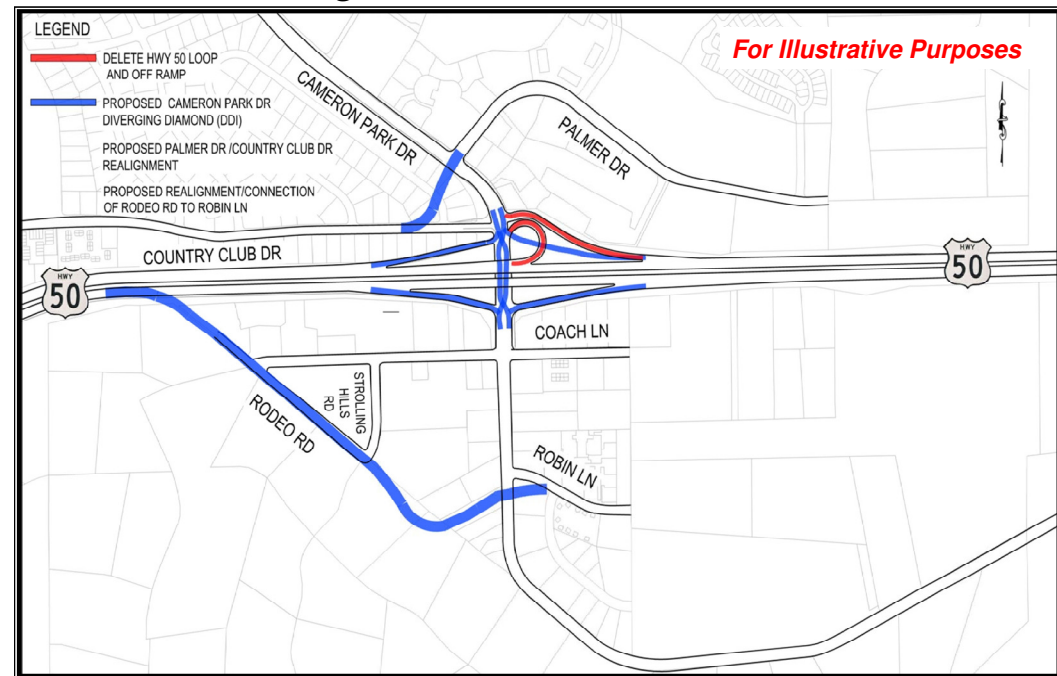 LEGEND
DELETE HWY 50 LOOP
AND OFF RAMP
PROPOSED CAMERON PARK DR
DIVERGING DIAMOND (DDI)
PROPOSED PALMER DR /COUNTRY CLUB DR
REALIGNMENT
PROPOSED REALIGNMENT/CONNECTION
OF RODEO RD TO ROBIN LN
For Illustrative Purposes
CAMERON PARK DR
PALMER DR
COUNTRY CLUB DR
HWY
50
HWY
50
COACH LN
STROLLING
HILLS
RD
RODEO RD
ROBIN LN